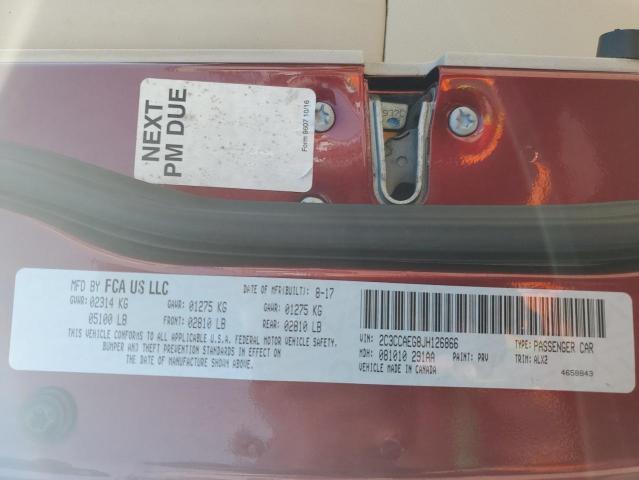 NEXT
PM DUE
Form 9607 10/16
MFD BY FCA US LLC
DATE OF MFR(BUILT): 8-17
GVWR: 02314 KG
GAWR: 01275 KG
GAWR: 01275 KG
05100 LB
FRONT: 02810 LB
REAR: 02810 LB
THIS VEHICLE CONFORMS TO ALL APPLICABLE U.S.A. FEDERAL MOTOR VEHICLE SAFETY,
BUMPER AND THEFT PREVENTION STANDARDS IN EFFECT ON
THE DATE OF MANUFACTURE SHOWN ABOVE.
VIN: 2C3CCAEG8JH126866
TYPE: PASSENGER CAR
MDH: 081010 291AA
PAINT: PRV
TRIM: ALX2
VEHICLE MADE IN CANADA
4658843